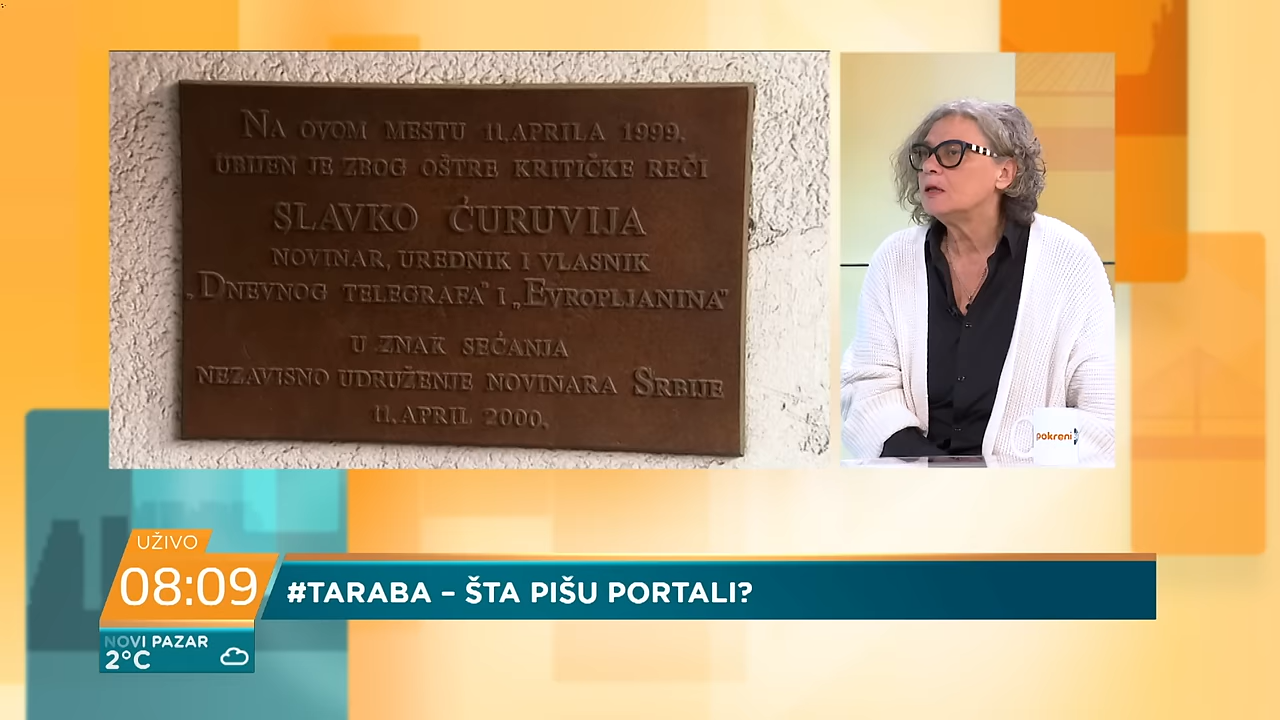 NA OVOM MESTU 11. APRILA 1999.
UBIJEN JE ZBOG OŠTRE KRITIČKE REČI
SLAVKO ĆURUVIJA
NOVINAR, UREDNIK I VLASNIK
„DNEVNOG TELEGRAFA" I „EVROPLJANINA"
U ZNAK SEĆANJA
NEZAVISNO UDRUŽENJE NOVINARA SRBIJE
11. APRIL 2000.
pokreni
UŽIVO
08:09
#TARABA – ŠTA PIŠU PORTALI?
NOVI PAZAR
2°C